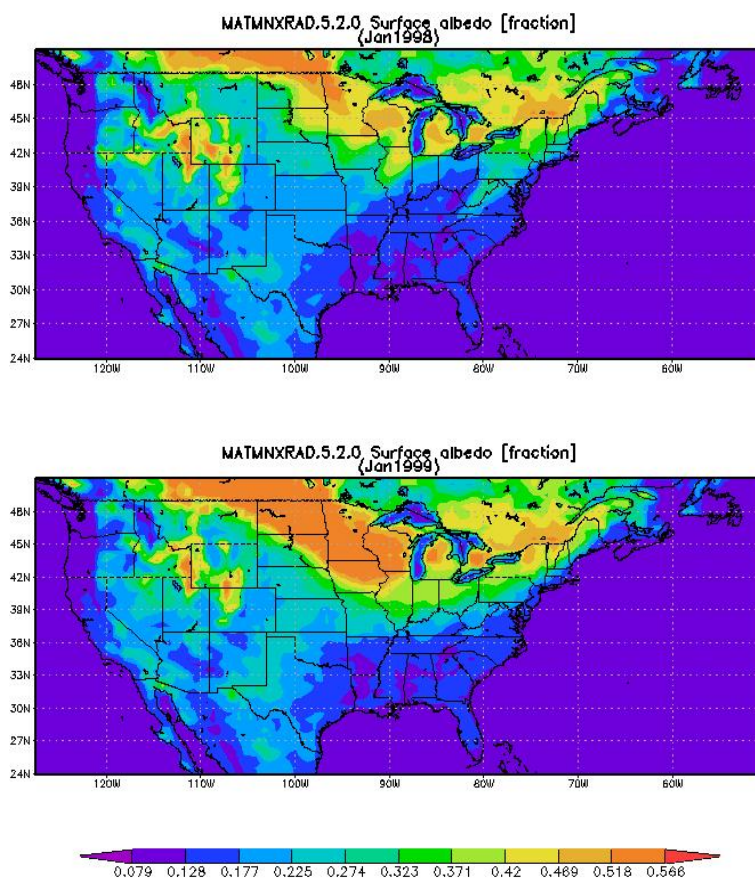 MATMNXRAD.5.2.0 Surface albedo [fraction]
(Jan1998)
48N
45N
42N
39N
36N
33N
30N
27N
24N
120W 110W 100W 90W 80W 70W 60W
MATMNXRAD.5.2.0 Surface albedo [fraction]
(Jan1999)
48N
45N
42N
39N
36N
33N
30N
27N
24N
120W 110W 100W 90W 80W 70W 60W
0.079 0.128 0.177 0.225 0.274 0.323 0.371 0.42 0.469 0.518 0.566